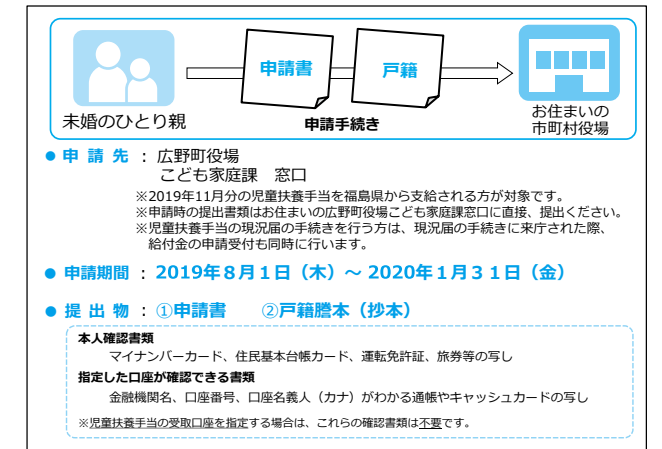 申請書
戸籍
未婚のひとり親
申請手続き
お住まいの
市町村役場
● 申 請 先 ： 広野町役場
こども家庭課　窓口
※2019年11月分の児童扶養手当を福島県から支給される方が対象です。
※申請時の提出書類はお住まいの広野町役場こども家庭課窓口に直接、提出ください。
※児童扶養手当の現況届の手続きを行う方は、現況届の手続きに来庁された際、
給付金の申請受付も同時に行います。
● 申請期間 ： 2019年８月１日（木）～ 2020年１月３１日（金）
● 提 出 物 ： ①申請書　　②戸籍謄本（抄本）
本人確認書類
マイナンバーカード、住民基本台帳カード、運転免許証、旅券等の写し
指定した口座が確認できる書類
金融機関名、口座番号、口座名義人（カナ）がわかる通帳やキャッシュカードの写し
※児童扶養手当の受取口座を指定する場合は、これらの確認書類は不要です。